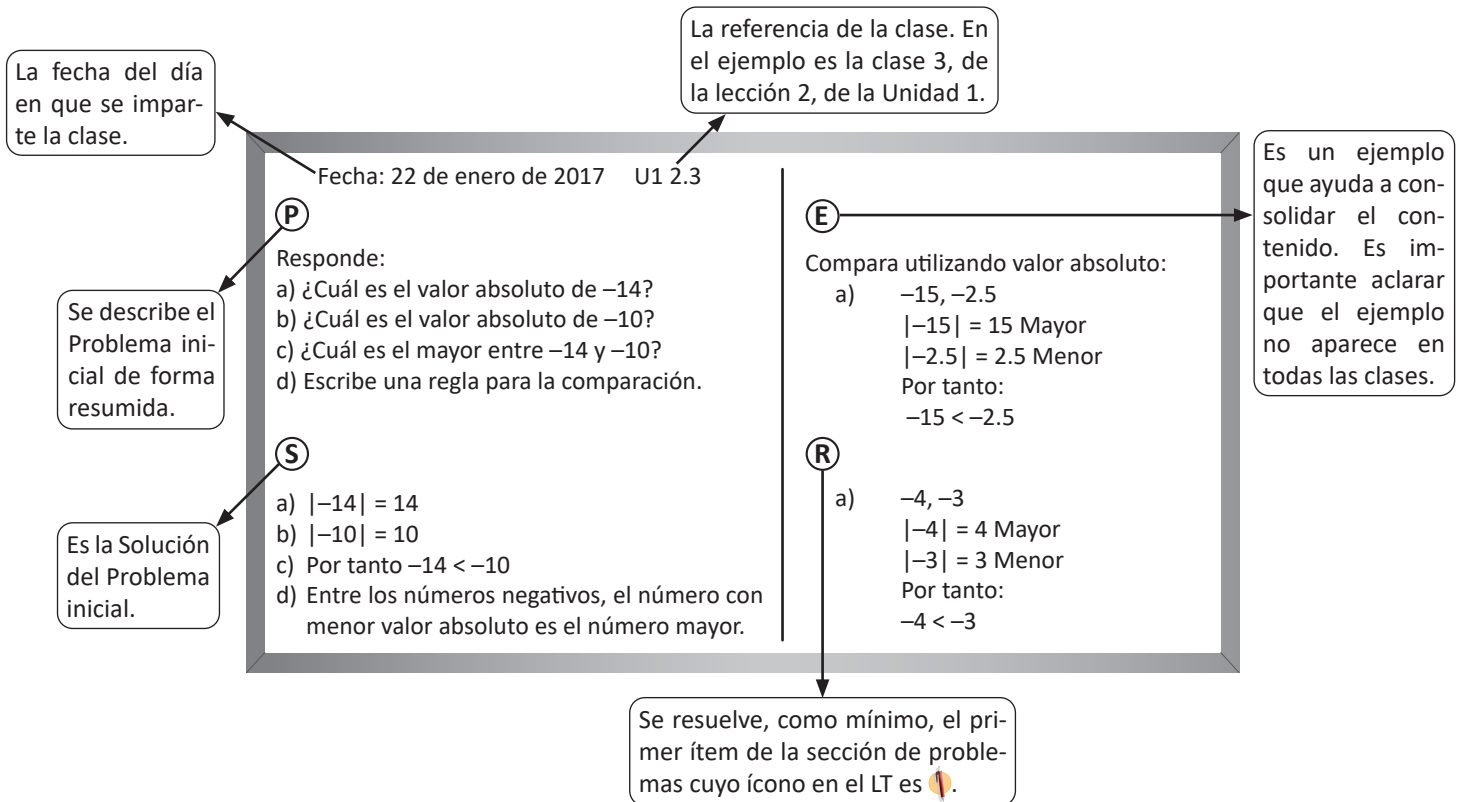 La referencia de la clase. En
el ejemplo es la clase 3, de
la lección 2, de la Unidad 1.
La fecha del día
en que se impar-
te la clase.
Fecha: 22 de enero de 2017 U1 2.3
P
Responde:
a) ¿Cuál es el valor absoluto de –14?
b) ¿Cuál es el valor absoluto de –10?
c) ¿Cuál es el mayor entre –14 y –10?
d) Escribe una regla para la comparación.
Se describe el
Problema ini-
cial de forma
resumida.
S
a) |–14| = 14
b) |–10| = 10
c) Por tanto –14 < –10
d) Entre los números negativos, el número con
menor valor absoluto es el número mayor.
Es la Solución
del Problema
inicial.
E
Compara utilizando valor absoluto:
a) –15, –2.5
|–15| = 15 Mayor
|–2.5| = 2.5 Menor
Por tanto:
–15 < –2.5
Es un ejemplo
que ayuda a con-
solidar el con-
tenido. Es im-
portante aclarar
que el ejemplo
no aparece en
todas las clases.
R
a) –4, –3
|–4| = 4 Mayor
|–3| = 3 Menor
Por tanto:
–4 < –3
Se resuelve, como mínimo, el pri-
mer ítem de la sección de proble-
mas cuyo ícono en el LT es .